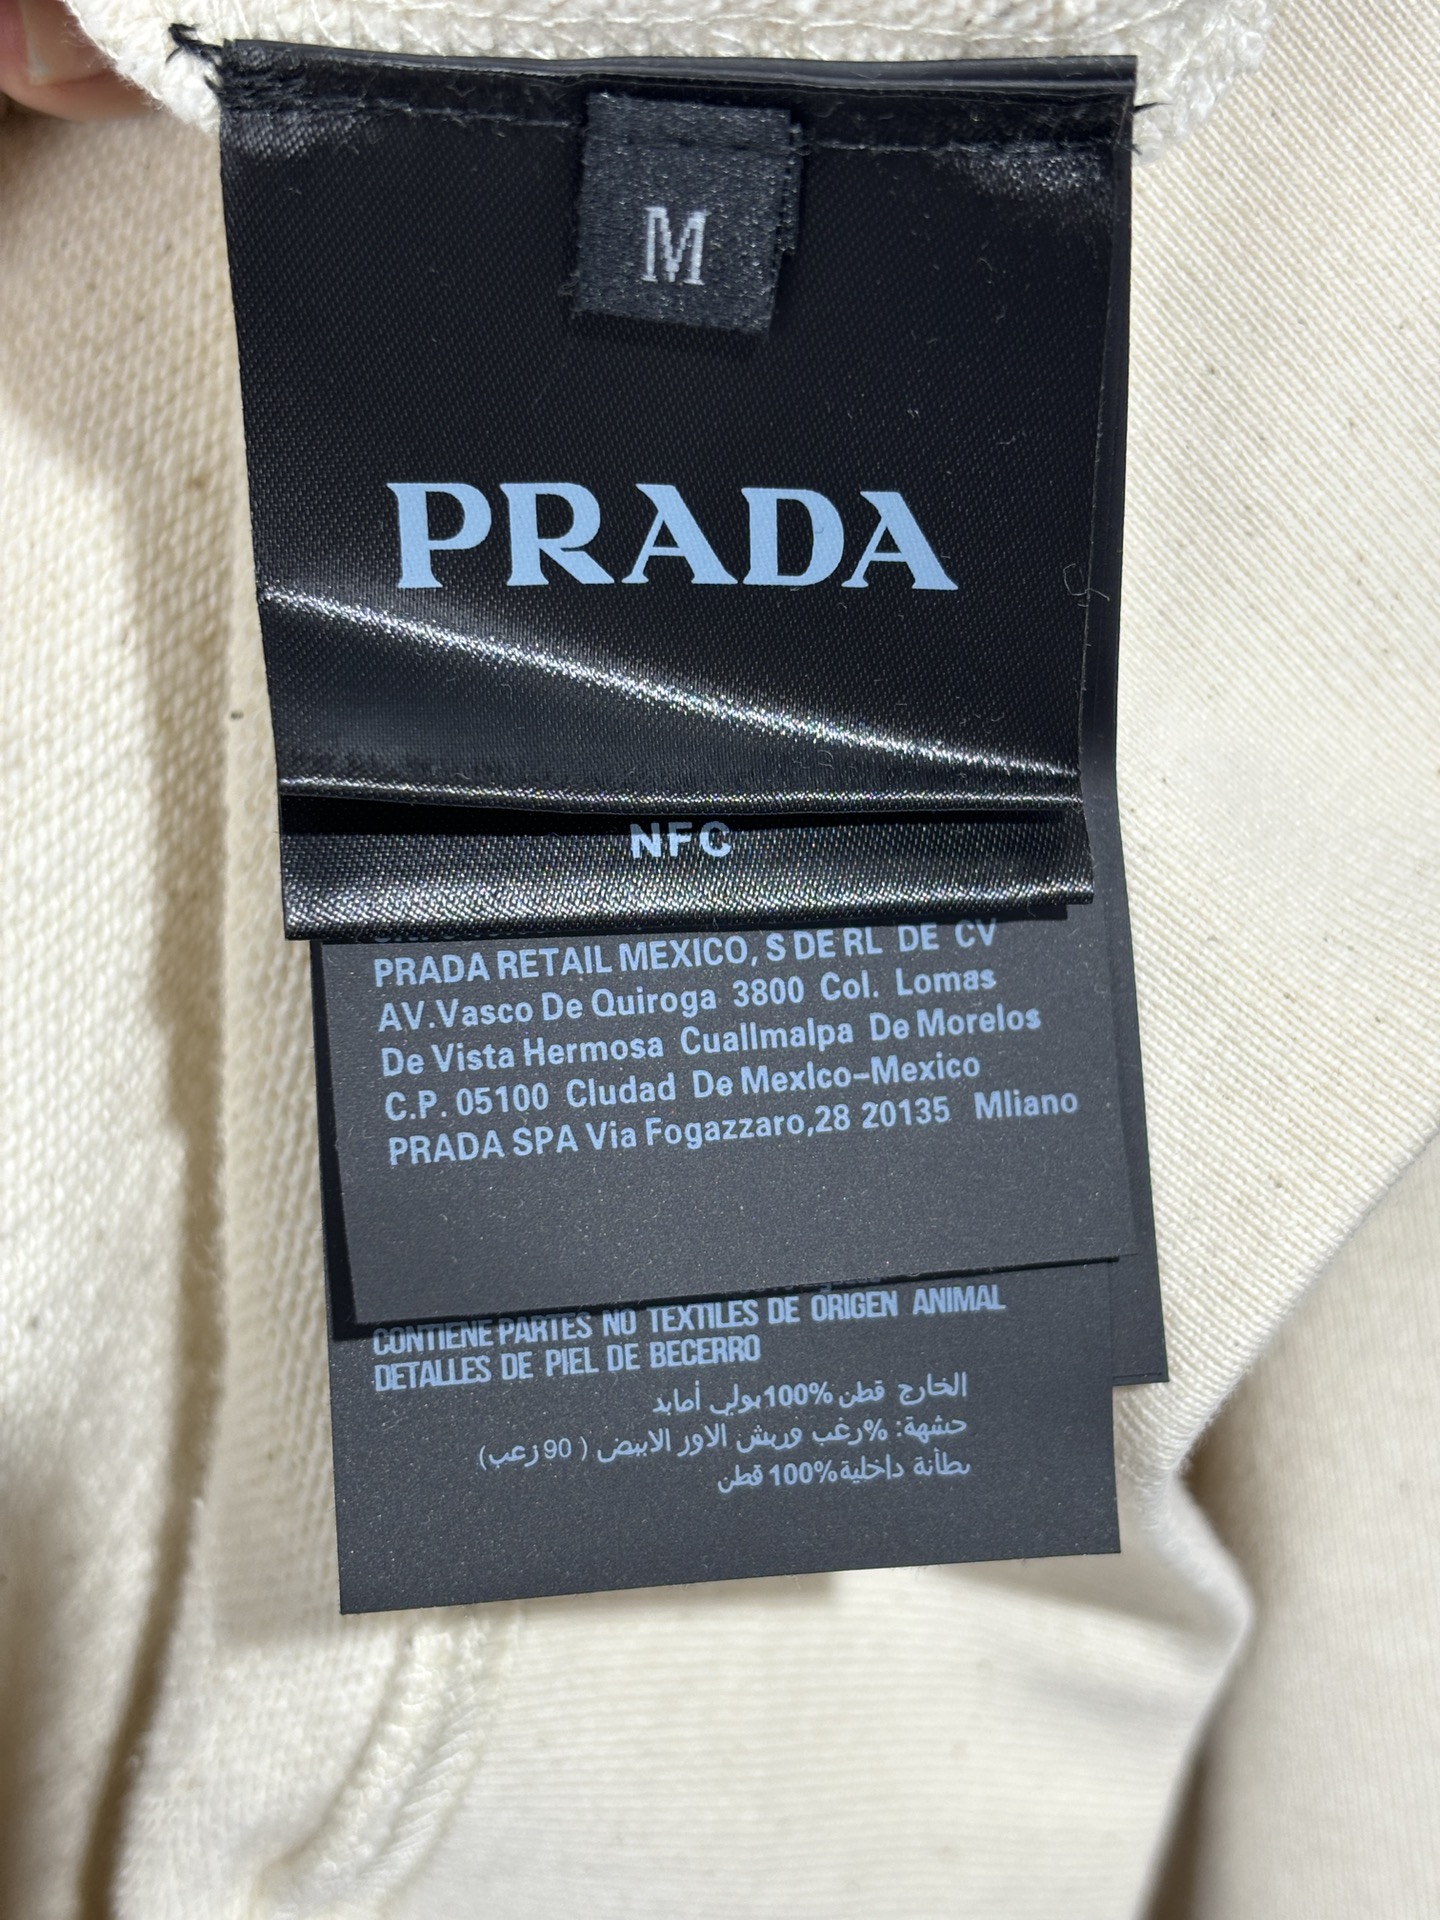 M
PRADA
NFC
PRADA RETAIL MEXICO, S DE RL DE CV
AV.Vasco De Quiroga 3800 Col. Lomas
De Vista Hermosa Cuallmalpa De Morelos
C.P. 05100 Cludad De Mexlco-Mexico
PRADA SPA Via Fogazzaro,28 20135 Mliano
CONTIENE PARTES NO TEXTILES DE ORIGEN ANIMAL
DETALLES DE PIEL DE BECERRO
الخارج قطن %100بولي أمايد
حشهة: %رغب وريش الاور الابيض ( 90 زعب)
بطانة داخلية%100 قطن